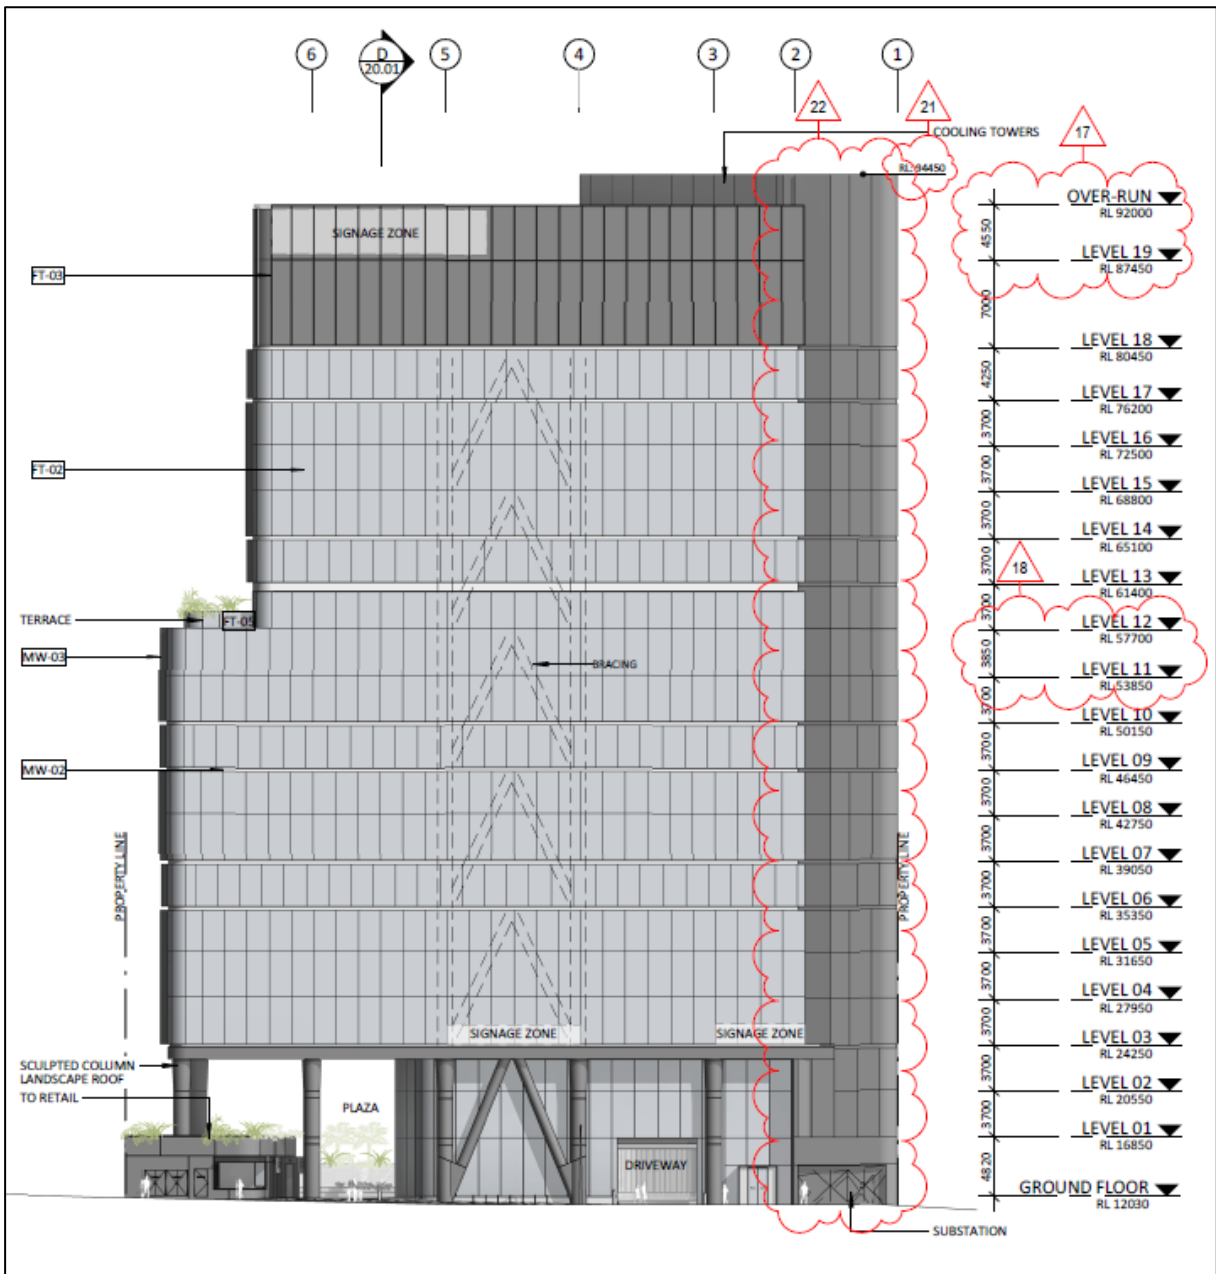 6
D
20.01
5
4
3
2
1
22
21
17
COOLING TOWERS
RL 94450
OVER-RUN
RL 92000
4550
SIGNAGE ZONE
LEVEL 19
RL 87450
FT-03
7000
LEVEL 18
RL 80450
4250
LEVEL 17
RL 76200
3700
LEVEL 16
RL 72500
FT-02
3700
LEVEL 15
RL 68800
3700
LEVEL 14
RL 65100
3700
18
LEVEL 13
RL 61400
3700
TERRACE
FT-05
LEVEL 12
RL 57700
MW-03
BRACING
3850
LEVEL 11
RL 53850
3700
LEVEL 10
RL 50150
3700
MW-02
LEVEL 09
RL 46450
3700
LEVEL 08
RL 42750
3700
PROPERTY LINE
PROPERTY LINE
LEVEL 07
RL 39050
3700
LEVEL 06
RL 35350
3700
LEVEL 05
RL 31650
3700
LEVEL 04
RL 27950
3700
SIGNAGE ZONE
SIGNAGE ZONE
LEVEL 03
RL 24250
SCULPTED COLUMN
LANDSCAPE ROOF
TO RETAIL
3700
LEVEL 02
RL 20550
PLAZA
3700
LEVEL 01
RL 16850
DRIVEWAY
4820
GROUND FLOOR
RL 12030
SUBSTATION